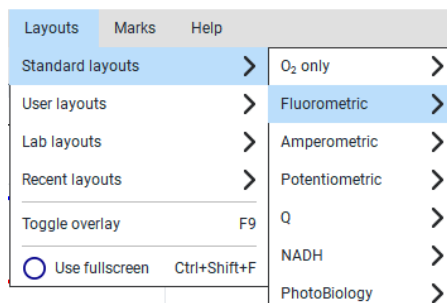 Layouts Marks Help
Standard layouts
User layouts
Lab layouts
Recent layouts
Toggle overlay F9
Use fullscreen Ctrl+Shift+F
O₂ only
Fluorometric
Amperometric
Potentiometric
Q
NADH
PhotoBiology